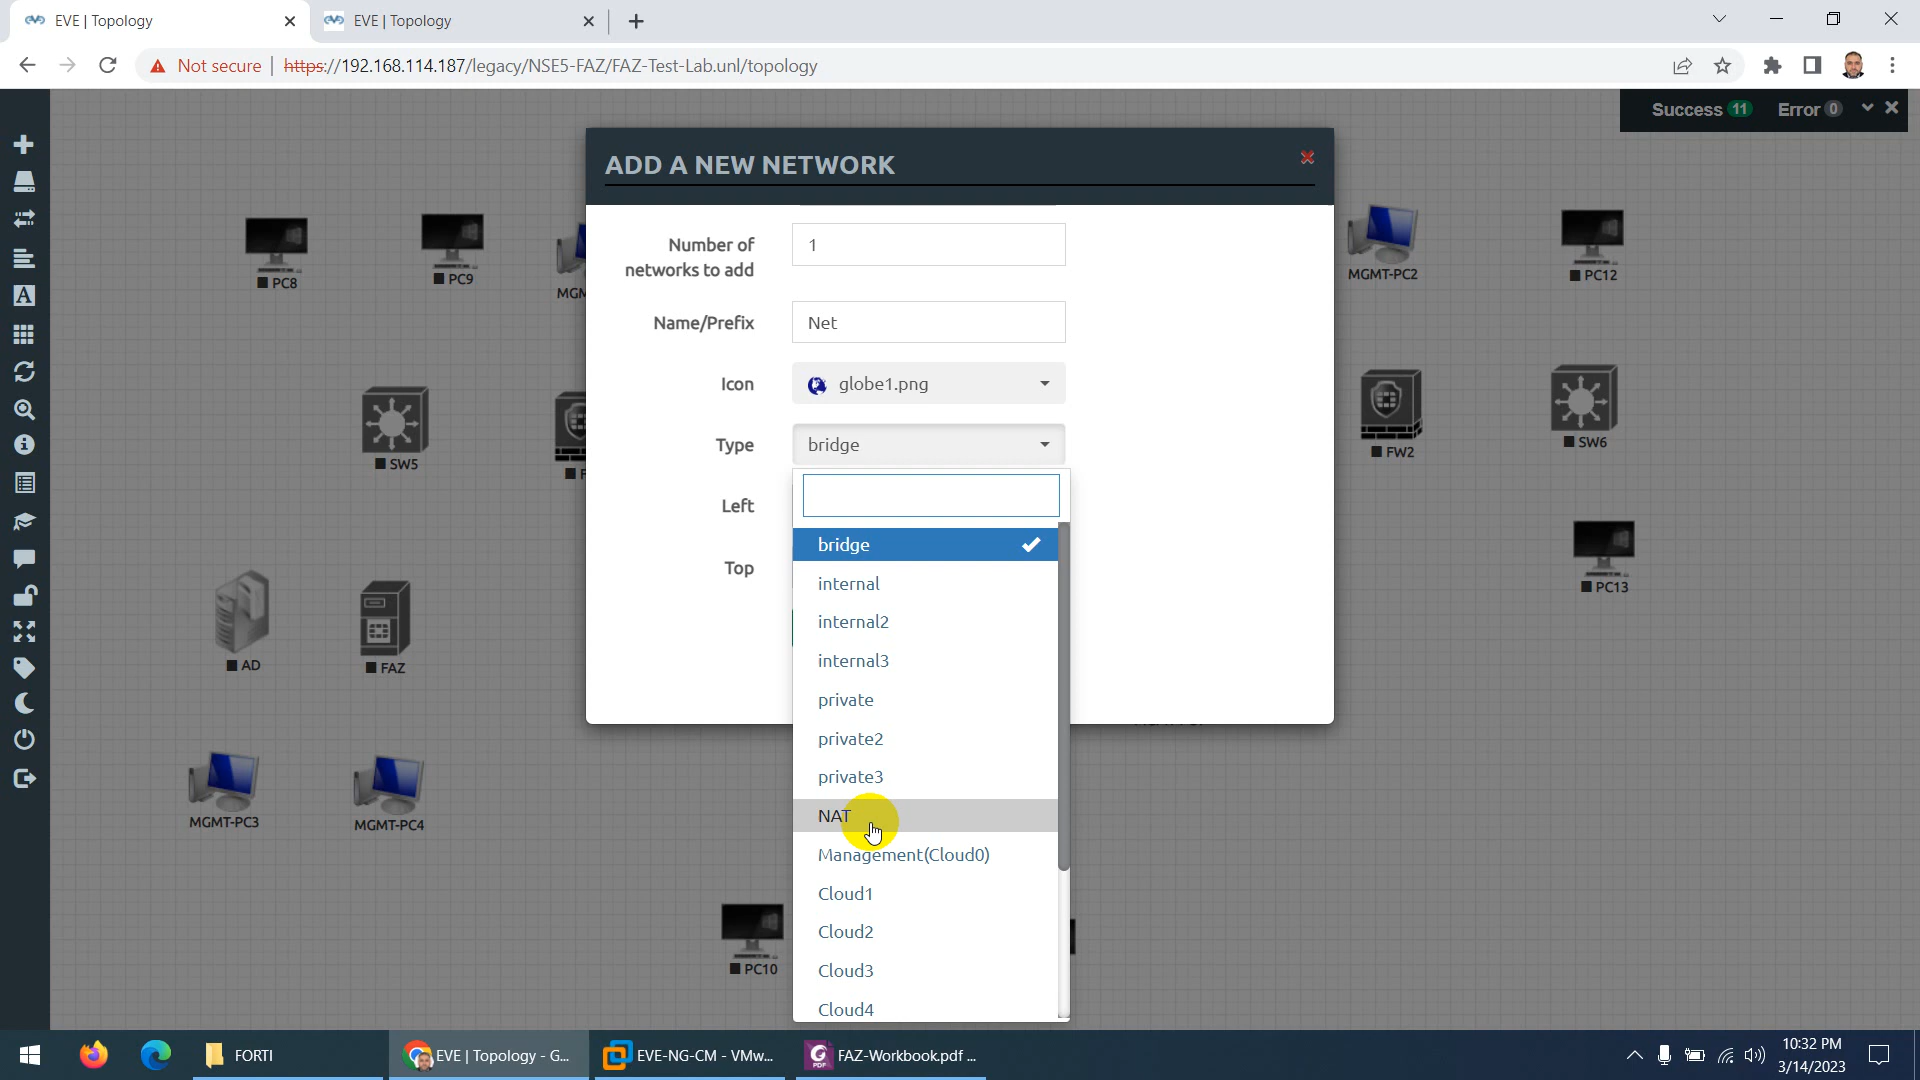 EVE | Topology
EVE | Topology
Not secure
https://192.168.114.187/legacy/NSE5-FAZ/FAZ-Test-Lab.unl/topology
Success 11 Error 0
ADD A NEW NETWORK
Number of
networks to add
1
Name/Prefix
Net
Icon
globe1.png
Type
bridge
Left
Top
bridge
internal
internal2
internal3
private
private2
private3
NAT
Management(Cloud0)
Cloud1
Cloud2
Cloud3
Cloud4
PC8
PC9
MGM
MGMT-PC2
PC12
SW5
F
FW2
SW6
PC13
AD
FAZ
MGMT-PC3
MGMT-PC4
PC10
FORTI
EVE | Topology - G...
EVE-NG-CM - VMw...
FAZ-Workbook.pdf ...
PDF
10:32 PM
3/14/2023